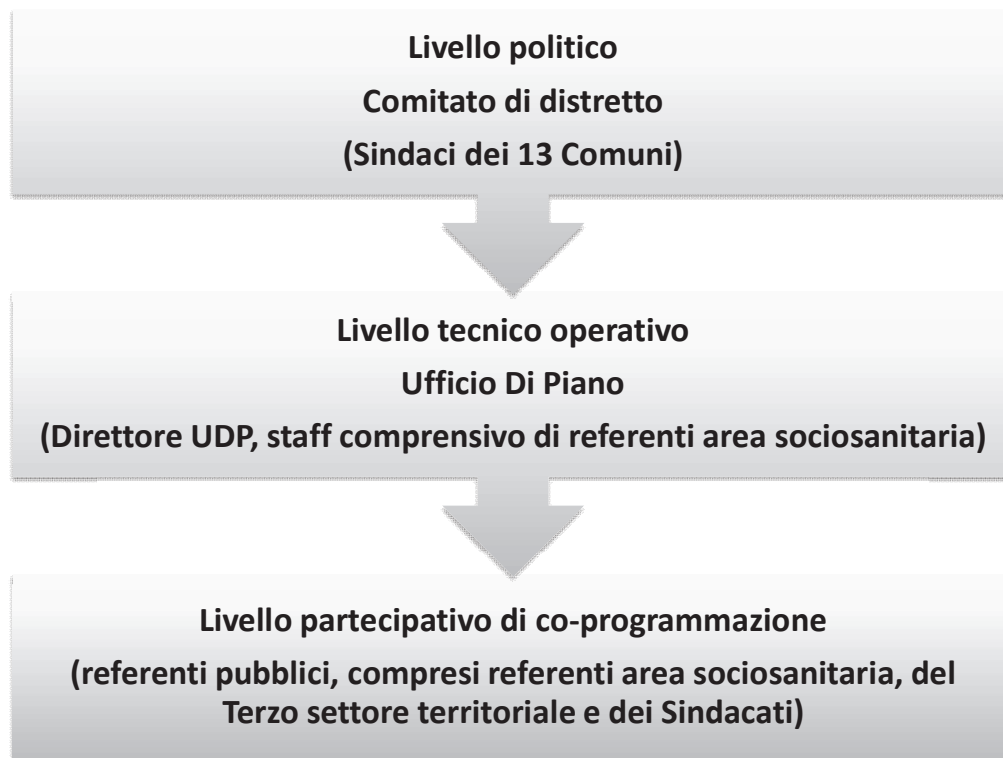 Livello politico
Comitato di distretto
(Sindaci dei 13 Comuni)
Livello tecnico operativo
Ufficio Di Piano
(Direttore UDP, staff comprensivo di referenti area sociosanitaria)
Livello partecipativo di co-programmazione
(referenti pubblici, compresi referenti area sociosanitaria, del
Terzo settore territoriale e dei Sindacati)